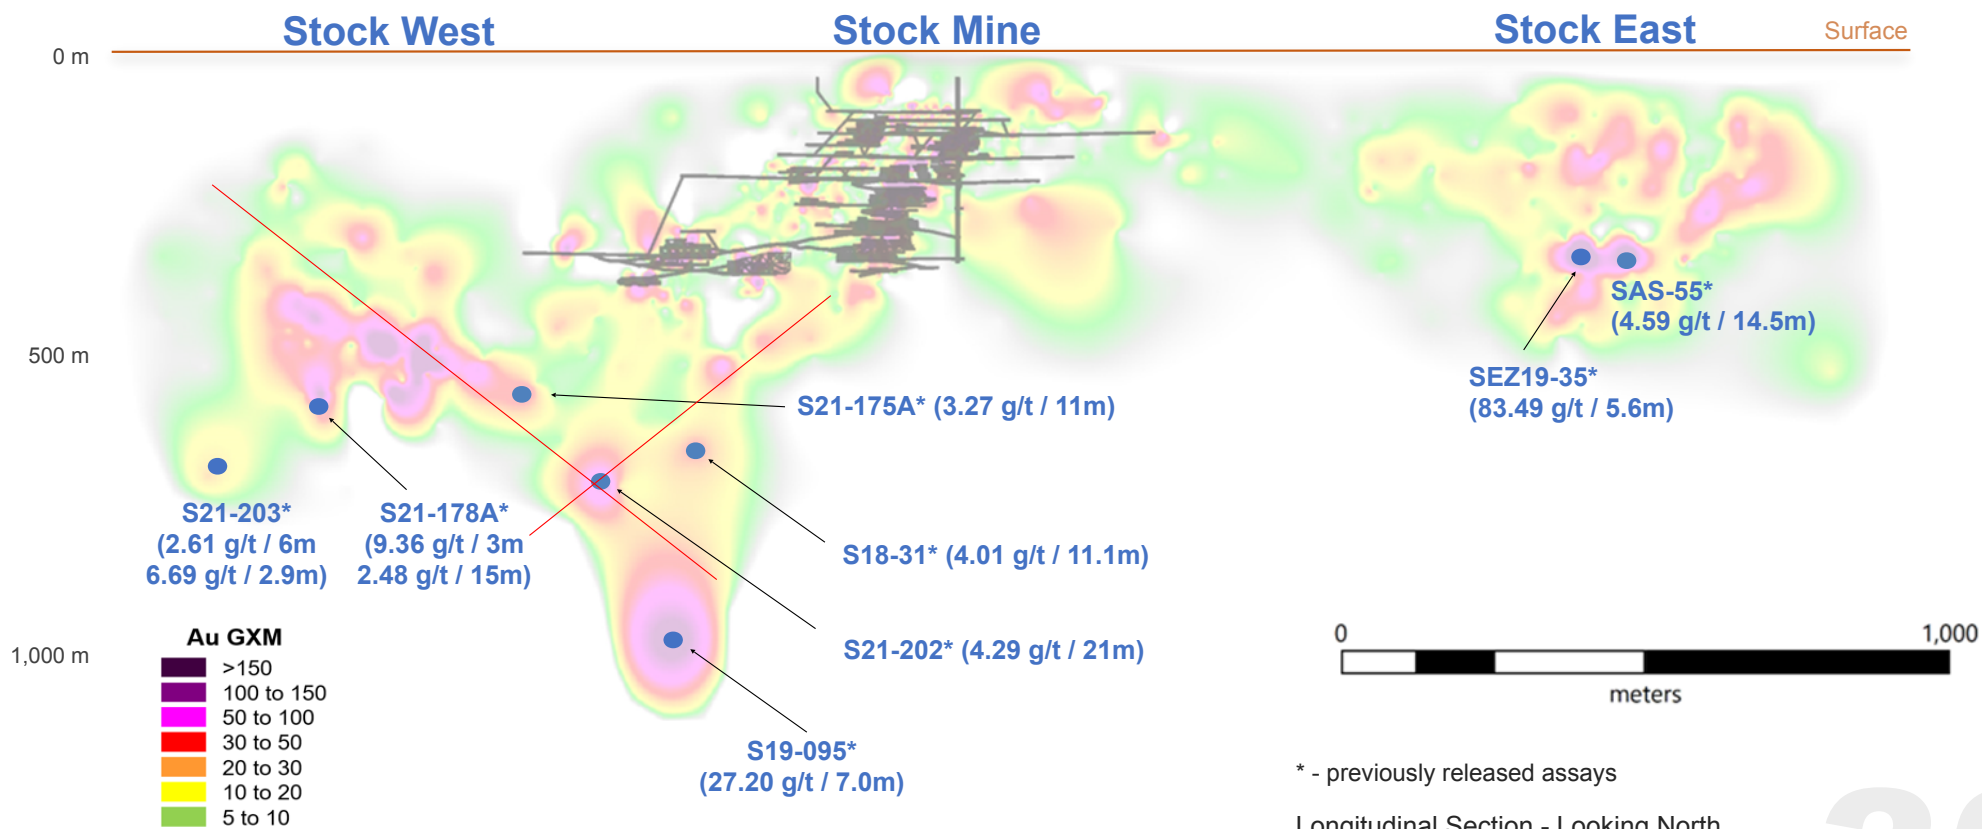 Stock West
Stock Mine
Stock East
Surface
0 m
500 m
1,000 m
SAS-55*
(4.59 g/t / 14.5m)
SEZ19-35*
(83.49 g/t / 5.6m)
S21-175A* (3.27 g/t / 11m)
S21-203*
(2.61 g/t / 6m
6.69 g/t / 2.9m)
S21-178A*
(9.36 g/t / 3m
2.48 g/t / 15m)
S18-31* (4.01 g/t / 11.1m)
S21-202* (4.29 g/t / 21m)
S19-095*
(27.20 g/t / 7.0m)
Au GXM
>150
100 to 150
50 to 100
30 to 50
20 to 30
10 to 20
5 to 10
0
1,000
meters
* - previously released assays
Longitudinal Section - Looking North